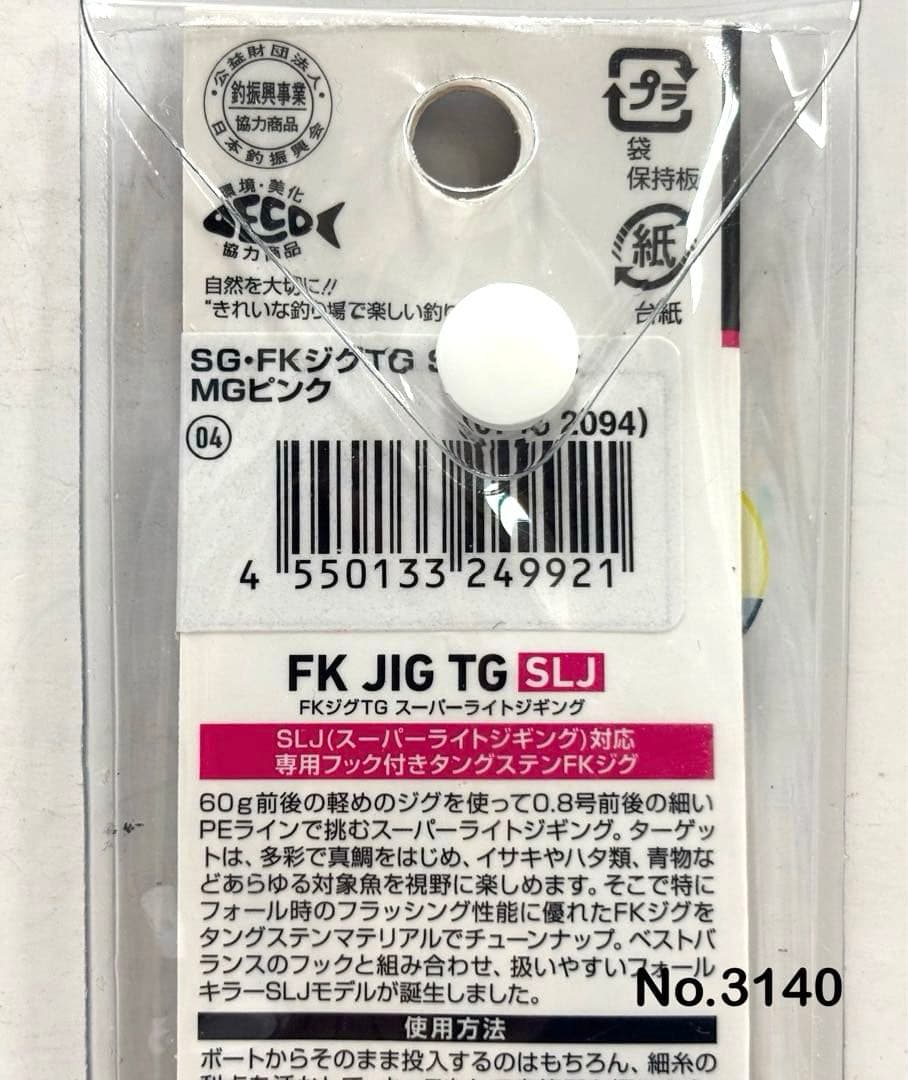 公益財団法人
釣振興事業
協力商品
日本釣振興会
プラ
袋
保持板
環境・美化
ECO
協力商品
紙
台紙
自然を大切に!!
“きれいな釣り場で楽しい釣り
SG・FKジグTG
MGピンク
04
2094)
4 550133 249921
FK JIG TG SLJ
FKジグTG スーパーライトジギング
SLJ(スーパーライトジギング)対応
専用フック付きタングステンFKジグ
60g前後の軽めのジグを使って0.8号前後の細い
PEラインで挑むスーパーライトジギング。ターゲッ
トは、多彩で真鯛をはじめ、イサキやハタ類、青物な
どあらゆる対象魚を視野に楽しめます。そこで特に
フォール時のフラッシング性能に優れたFKジグを
タングステンマテリアルでチューンナップ。ベストバ
ランスのフックと組み合わせ、扱いやすいフォール
キラーSLJモデルが誕生しました。
No.3140
使用方法
ボートからそのまま投入するのはもちろん、細糸の